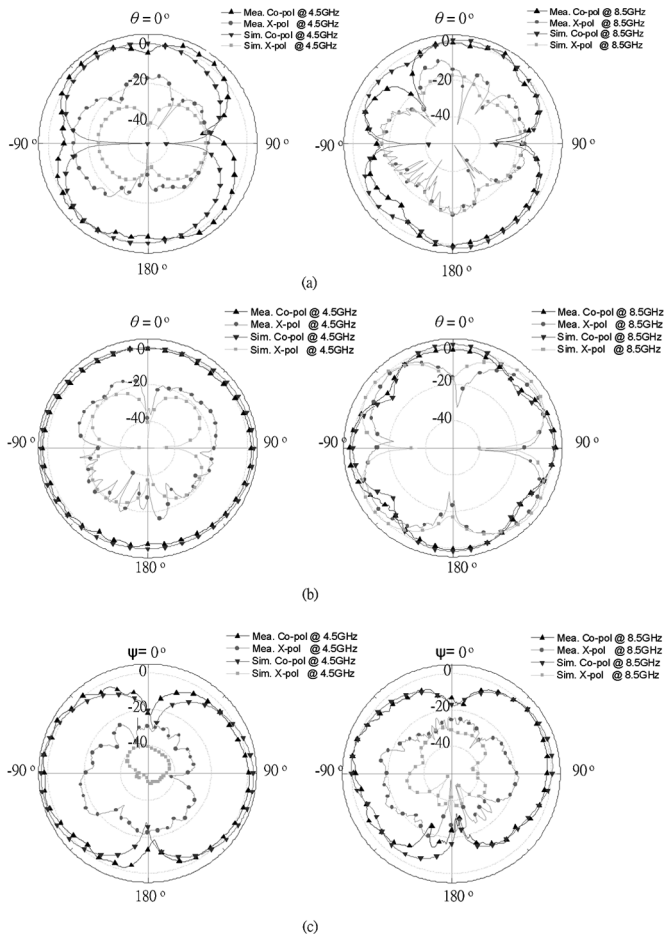 θ = 0°
Mea. Co-pol @ 4.5GHz
Mea. X-pol @ 4.5GHz
Sim. Co-pol @ 4.5GHz
Sim. X-pol @ 4.5GHz
0
-20
-40
-90 º
90 º
180 º
θ = 0°
Mea. Co-pol @ 8.5GHz
Mea. X-pol @ 8.5GHz
Sim. Co-pol @ 8.5GHz
Sim. X-pol @ 8.5GHz
0
-20
-40
-90 º
90 º
180 º
(a)
θ = 0°
Mea. Co-pol @ 4.5GHz
Mea. X-pol @ 4.5GHz
Sim. Co-pol @ 4.5GHz
Sim. X-pol @ 4.5GHz
0
-20
-40
-90 º
90 º
180 º
θ = 0°
Mea. Co-pol @ 8.5GHz
Mea. X-pol @ 8.5GHz
Sim. Co-pol @ 8.5GHz
Sim. X-pol @ 8.5GHz
0
-20
-40
-90 º
90 º
180 º
(b)
ψ= 0°
Mea. Co-pol @ 4.5GHz
Mea. X-pol @ 4.5GHz
Sim. Co-pol @ 4.5GHz
Sim. X-pol @ 4.5GHz
0
-20
-40
-90 º
90 º
180 º
ψ= 0°
Mea. Co-pol @ 8.5GHz
Mea. X-pol @ 8.5GHz
Sim. Co-pol @ 8.5GHz
Sim. X-pol @ 8.5GHz
0
-20
-40
-90 º
90 º
180 º
(c)